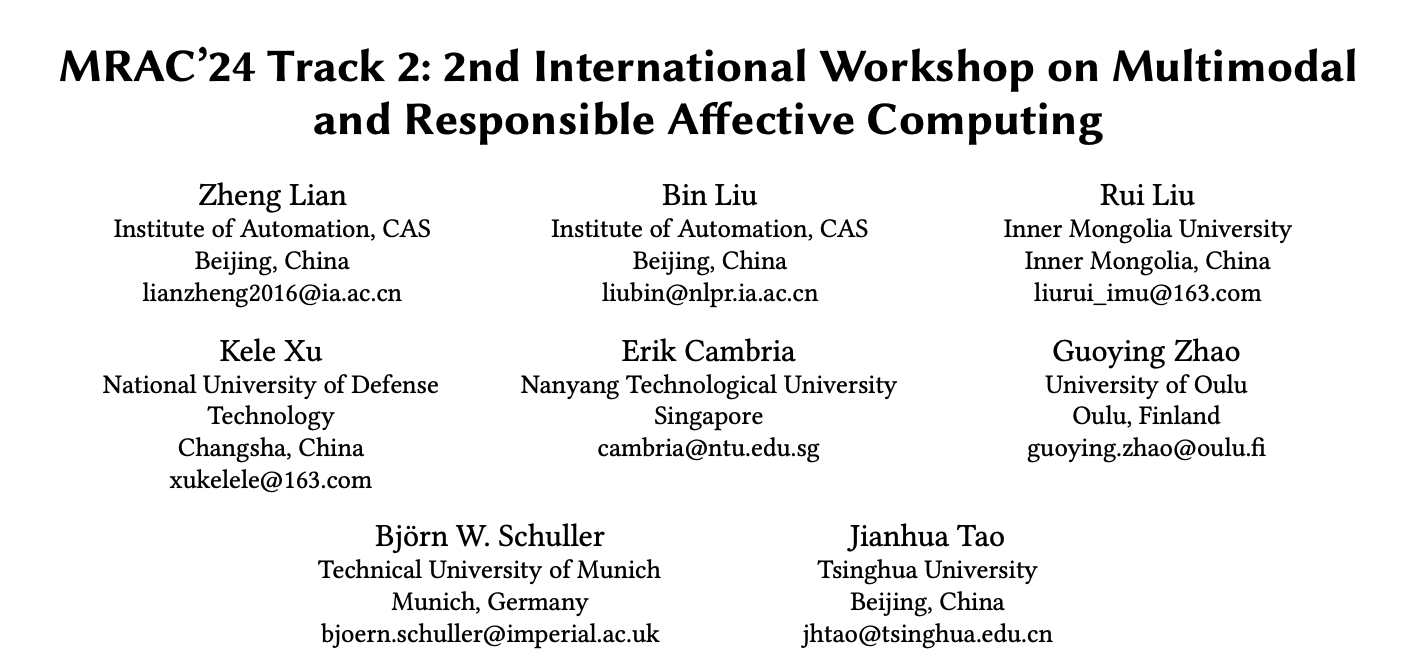 MRAC’24 Track 2: 2nd International Workshop on Multimodal
and Responsible Affective Computing
Zheng Lian
Institute of Automation, CAS
Beijing, China
lianzheng2016@ia.ac.cn
Bin Liu
Institute of Automation, CAS
Beijing, China
liubin@nlpr.ia.ac.cn
Rui Liu
Inner Mongolia University
Inner Mongolia, China
liurui_imu@163.com
Kele Xu
National University of Defense
Technology
Changsha, China
xukelele@163.com
Erik Cambria
Nanyang Technological University
Singapore
cambria@ntu.edu.sg
Guoying Zhao
University of Oulu
Oulu, Finland
guoying.zhao@oulu.fi
Björn W. Schuller
Technical University of Munich
Munich, Germany
bjoern.schuller@imperial.ac.uk
Jianhua Tao
Tsinghua University
Beijing, China
jhtao@tsinghua.edu.cn